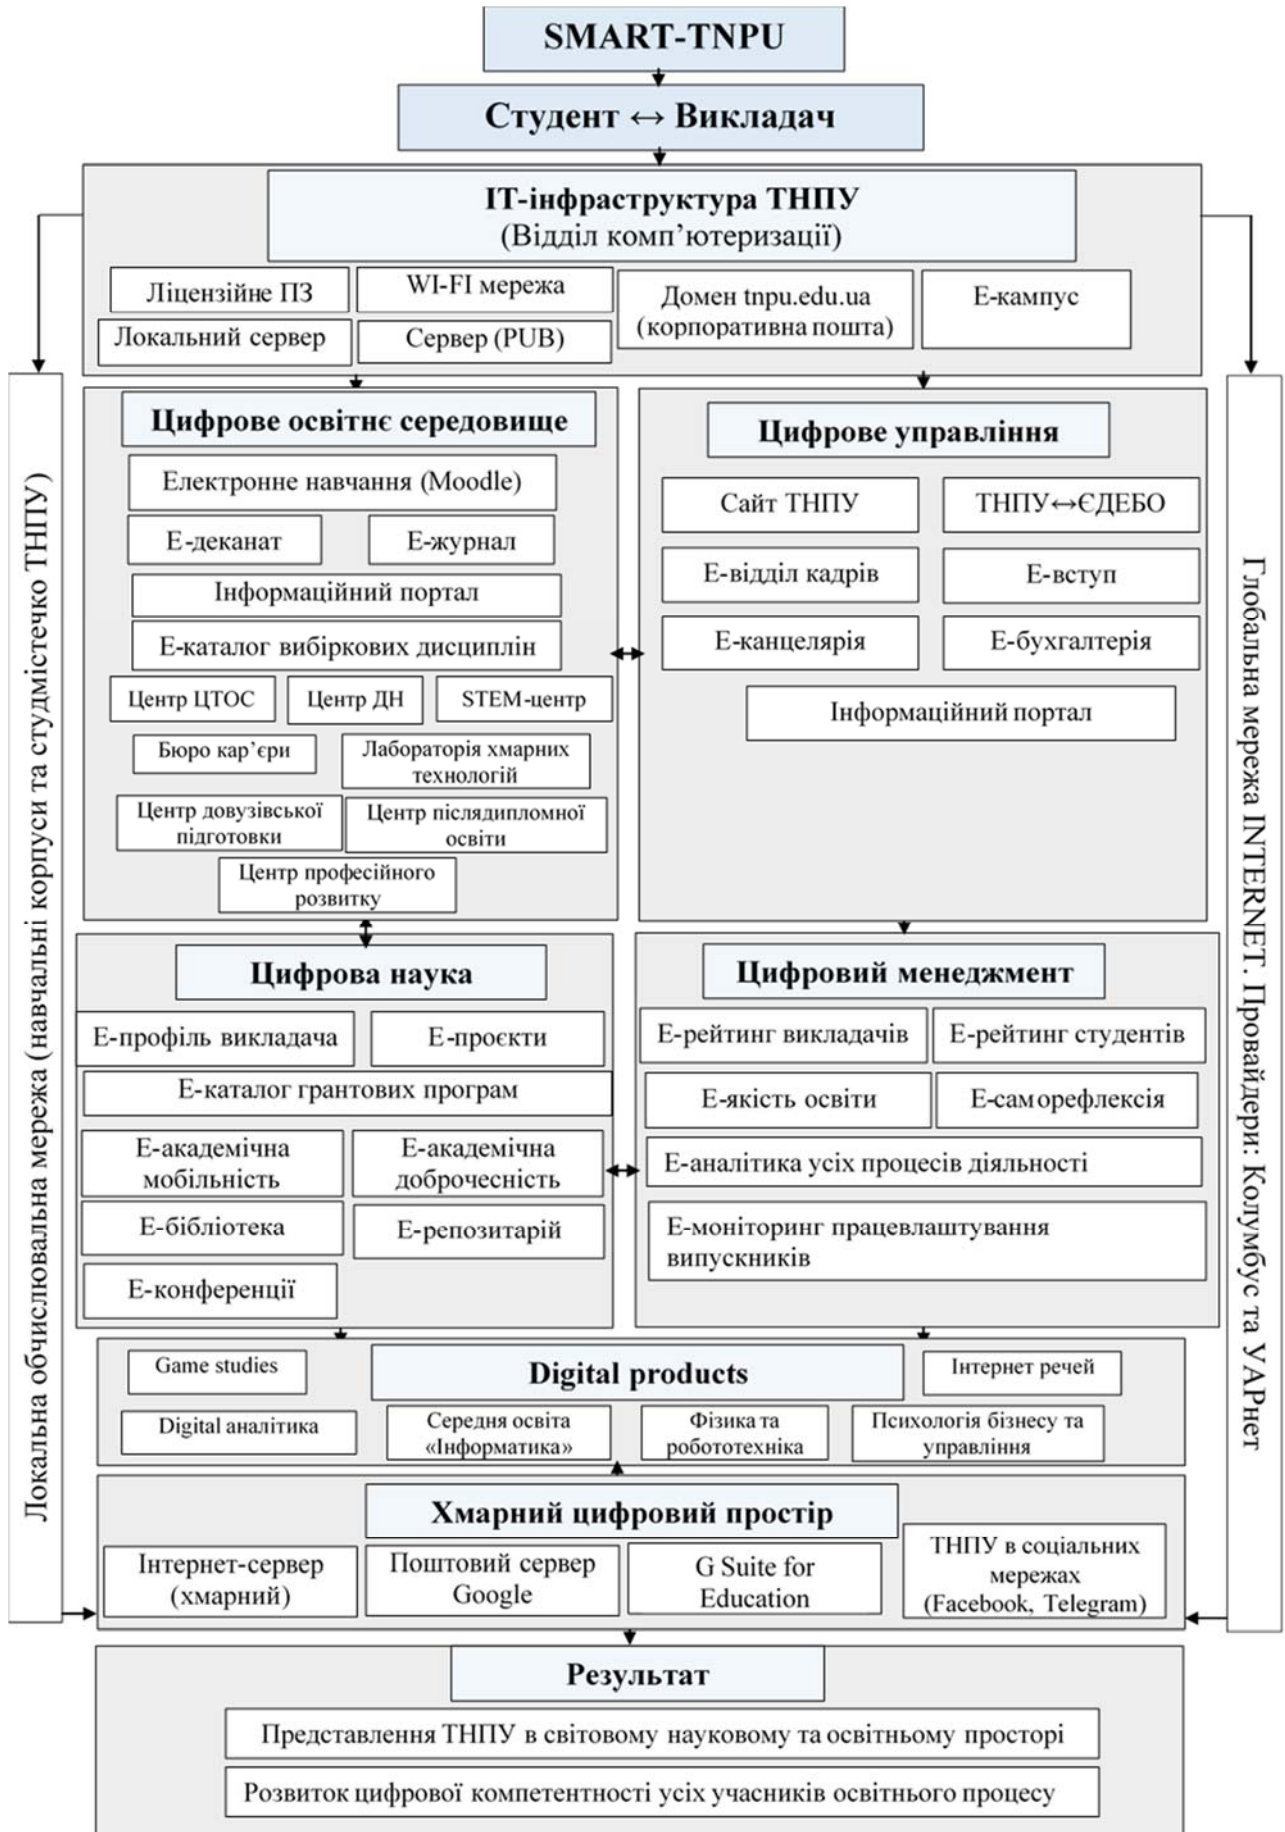 SMART-TNPU
Студент ↔ Викладач
ІТ-інфраструктура ТНПУ
(Відділ комп’ютеризації)
Ліцензійне ПЗ
WI-FI мережа
Домен tnpu.edu.ua
(корпоративна пошта)
Е-кампус
Локальний сервер
Сервер (PUB)
Локальна обчислювальна мережа (навчальні корпуси та студмістечко ТНПУ)
Глобальна мережа INTERNET. Провайдери: Колумбус та УАРнет
Цифрове освітнє середовище
Електронне навчання (Moodle)
Е-деканат
Е-журнал
Інформаційний портал
Е-каталог вибіркових дисциплін
Центр ЦТОС
Центр ДН
STEM-центр
Бюро кар’єри
Лабораторія хмарних
технологій
Центр довузівської
підготовки
Центр післядипломної
освіти
Центр професійного
розвитку
Цифрове управління
Сайт ТНПУ
ТНПУ↔ЄДЕБО
Е-відділ кадрів
Е-вступ
Е-канцелярія
Е-бухгалтерія
Інформаційний портал
Цифрова наука
Е-профіль викладача
Е-проєкти
Е-каталог грантових програм
Е-академічна
мобільність
Е-академічна
доброчесність
Е-бібліотека
Е-репозитарій
Е-конференції
Цифровий менеджмент
Е-рейтинг викладачів
Е-рейтинг студентів
Е-якість освіти
Е-саморефлексія
Е-аналітика усіх процесів діяльності
Е-моніторинг працевлаштування
випускників
Digital products
Game studies
Інтернет речей
Digital аналітика
Середня освіта
«Інформатика»
Фізика та
робототехніка
Психологія бізнесу та
управління
Хмарний цифровий простір
Інтернет-сервер
(хмарний)
Поштовий сервер
Google
G Suite for
Education
ТНПУ в соціальних
мережах
(Facebook, Telegram)
Результат
Представлення ТНПУ в світовому науковому та освітньому просторі
Розвиток цифрової компетентності усіх учасників освітнього процесу